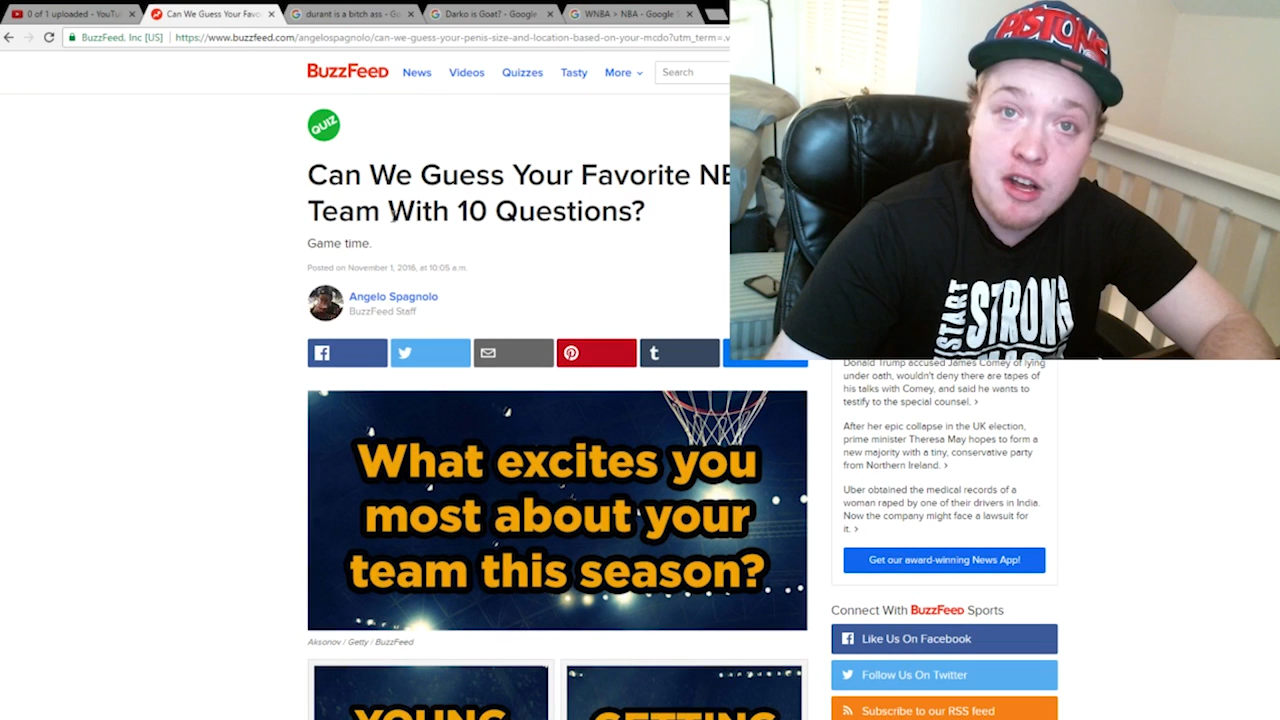 0 of 1 uploaded - YouTu
Can We Guess Your Favo
durant is a bitch ass - Go
Darko is Goat? - Google
WNBA > NBA - Google S
BuzzFeed, Inc [US]
https://www.buzzfeed.com/angelospagnolo/can-we-guess-your-penis-size-and-location-based-on-your-mcdo?utm_term=.v
BuzzFeed News Videos Quizzes Tasty More Search
QUIZ
Can We Guess Your Favorite NB
Team With 10 Questions?
Game time.
Posted on November 1, 2016, at 10:05 a.m.
Angelo Spagnolo
BuzzFeed Staff
What excites you
most about your
team this season?
Aksonov / Getty / BuzzFeed
YOUNG
GETTING
PISTONS
START
STRONG
Donald Trump accused James Comey of lying
under oath, wouldn't deny there are tapes of
his talks with Comey, and said he wants to
testify to the special counsel. ›
After her epic collapse in the UK election,
prime minister Theresa May hopes to form a
new majority with a tiny, conservative party
from Northern Ireland. ›
Uber obtained the medical records of a
woman raped by one of their drivers in India.
Now the company might face a lawsuit for
it. ›
Get our award-winning News App!
Connect With BuzzFeed Sports
Like Us On Facebook
Follow Us On Twitter
Subscribe to our RSS feed